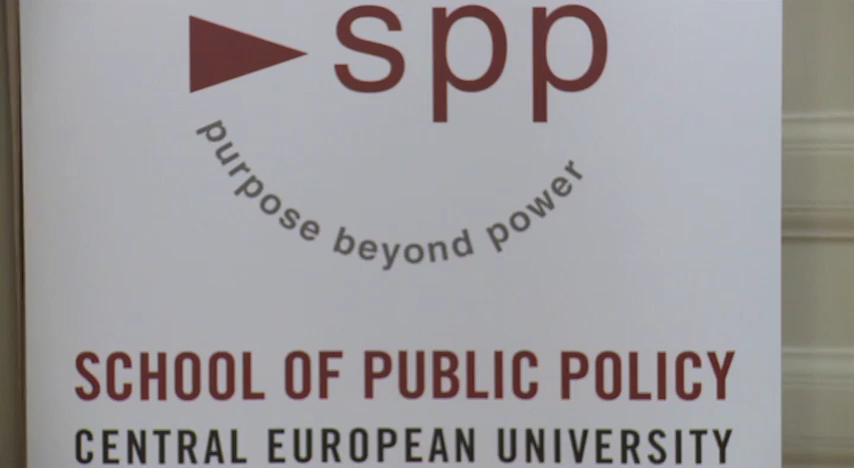 spp
purpose beyond power
SCHOOL OF PUBLIC POLICY
CENTRAL EUROPEAN UNIVERSITY